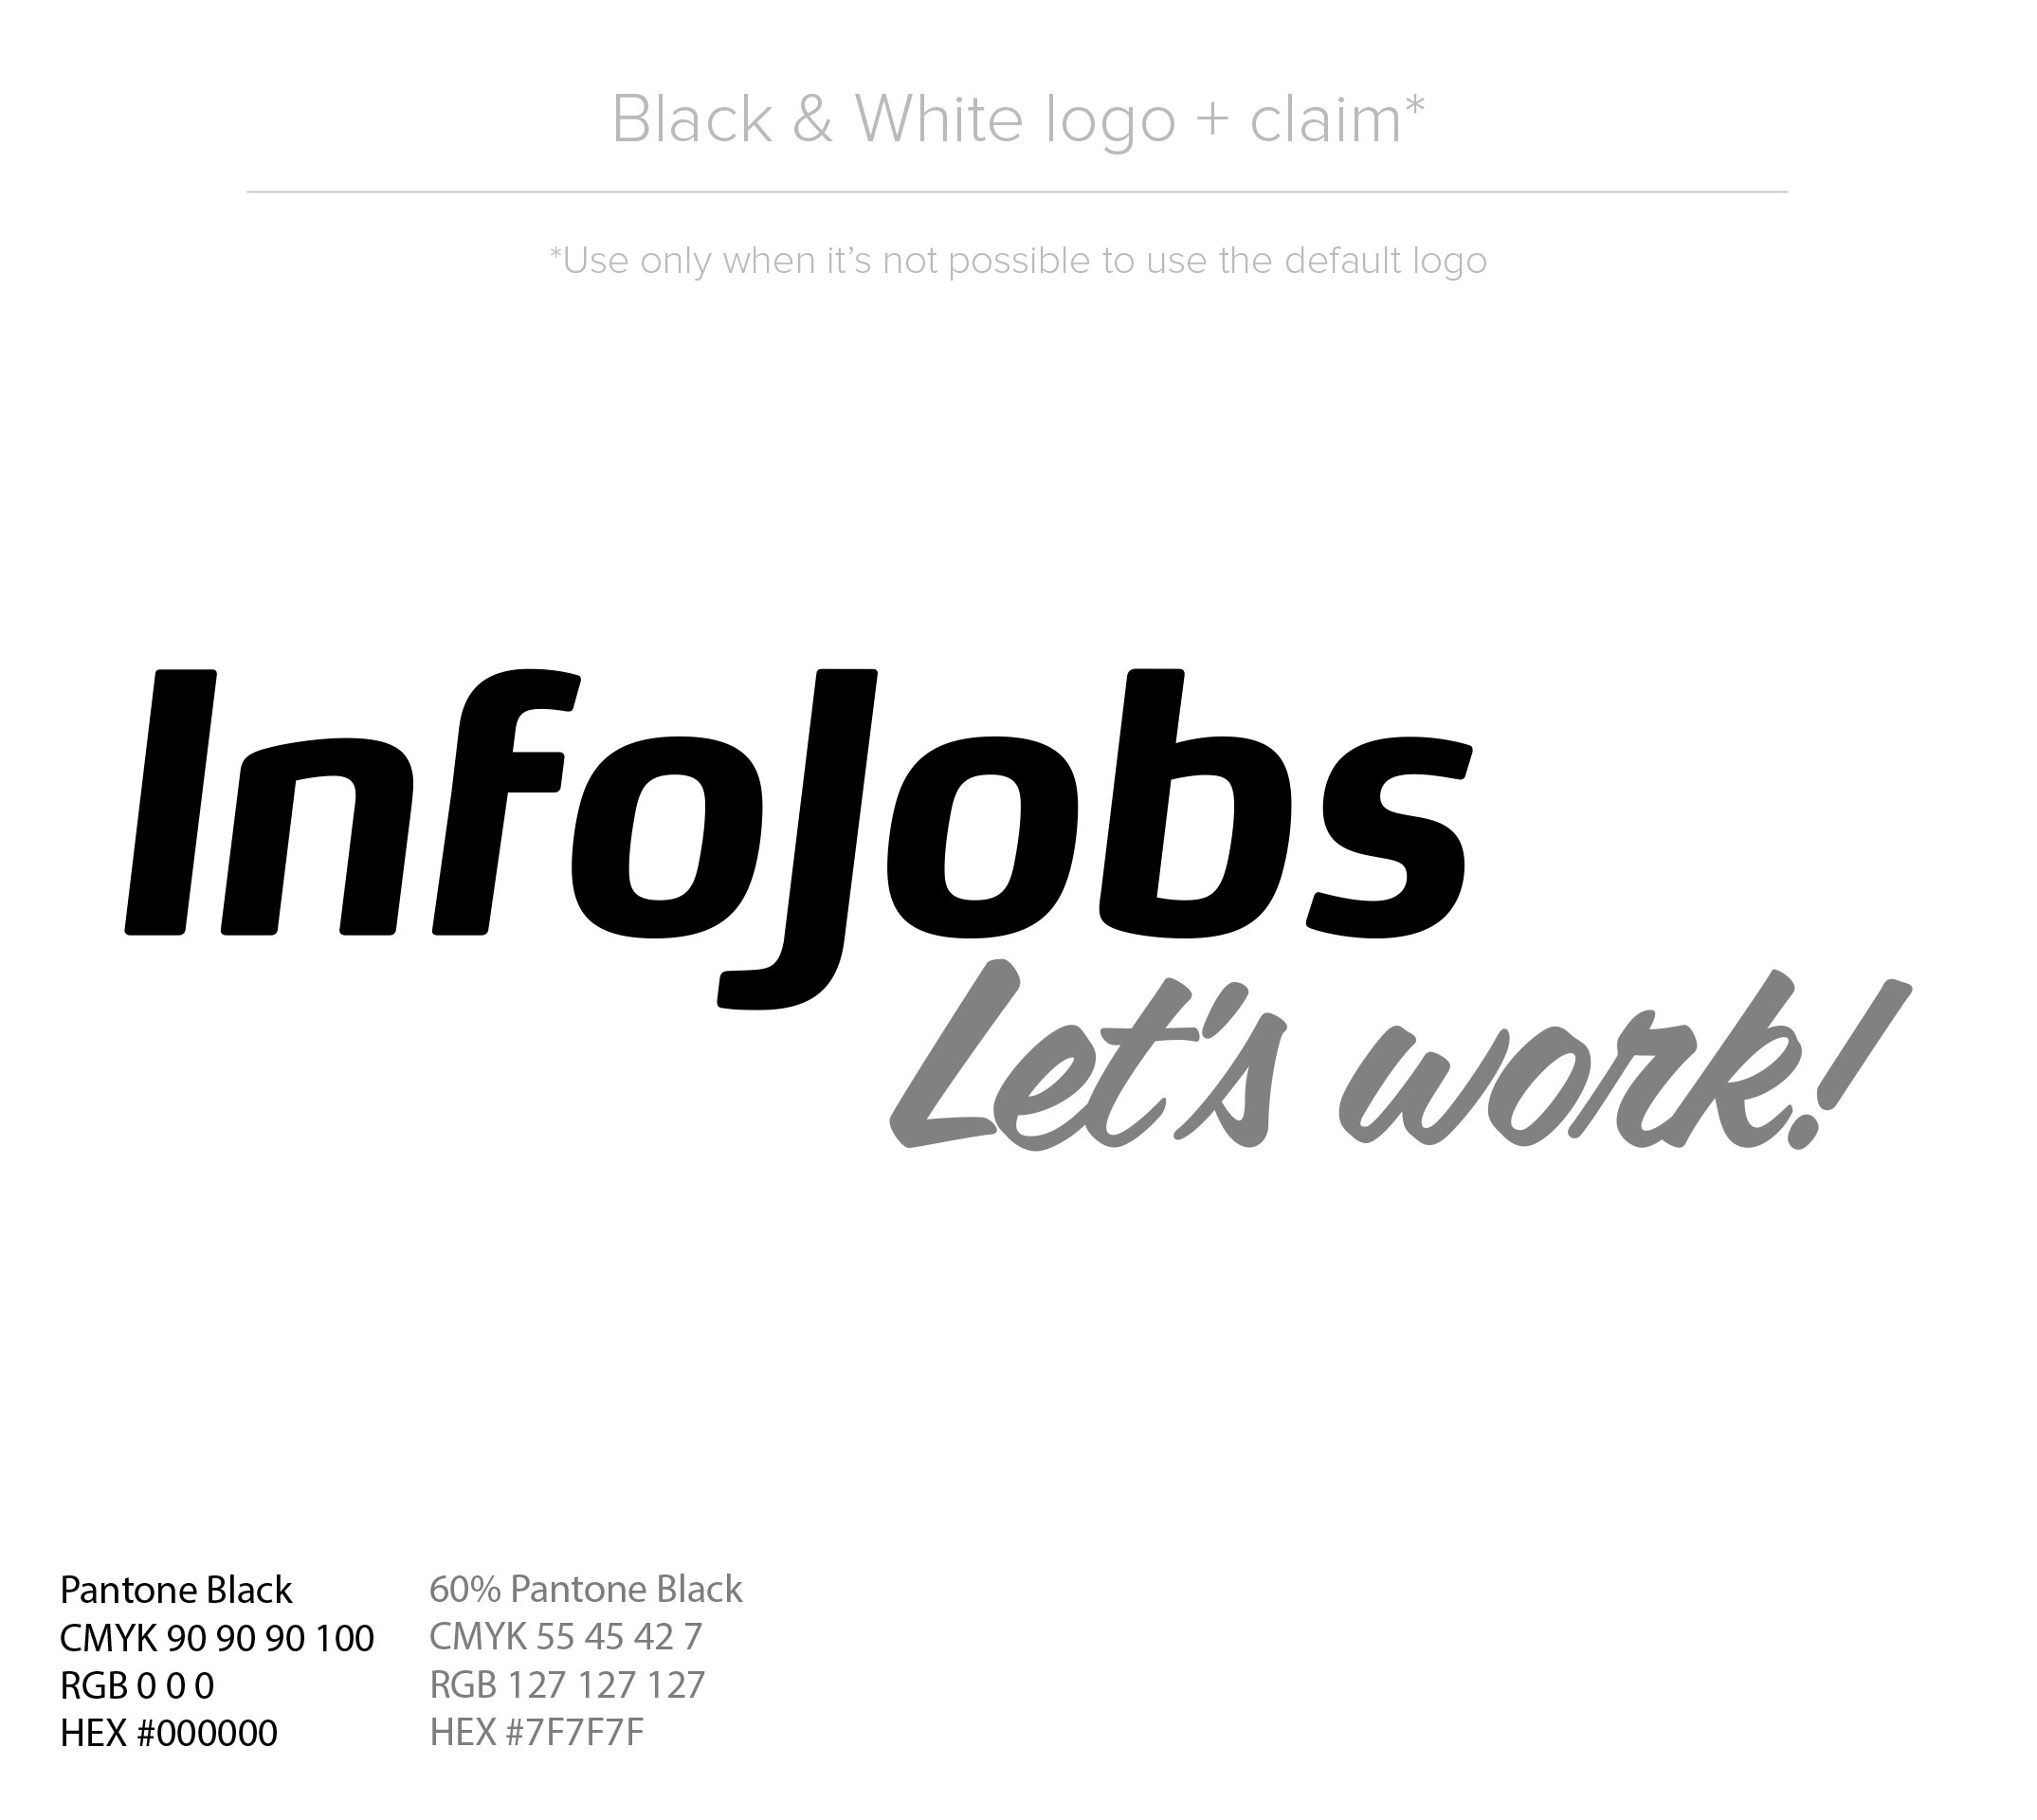 Black & White logo + claim*
*Use only when it’s not possible to use the default logo
InfoJobs
Let's work!
Pantone Black
CMYK 90 90 90 100
RGB 0 0 0
HEX #000000
60% Pantone Black
CMYK 55 45 42 7
RGB 127 127 127
HEX #7F7F7F